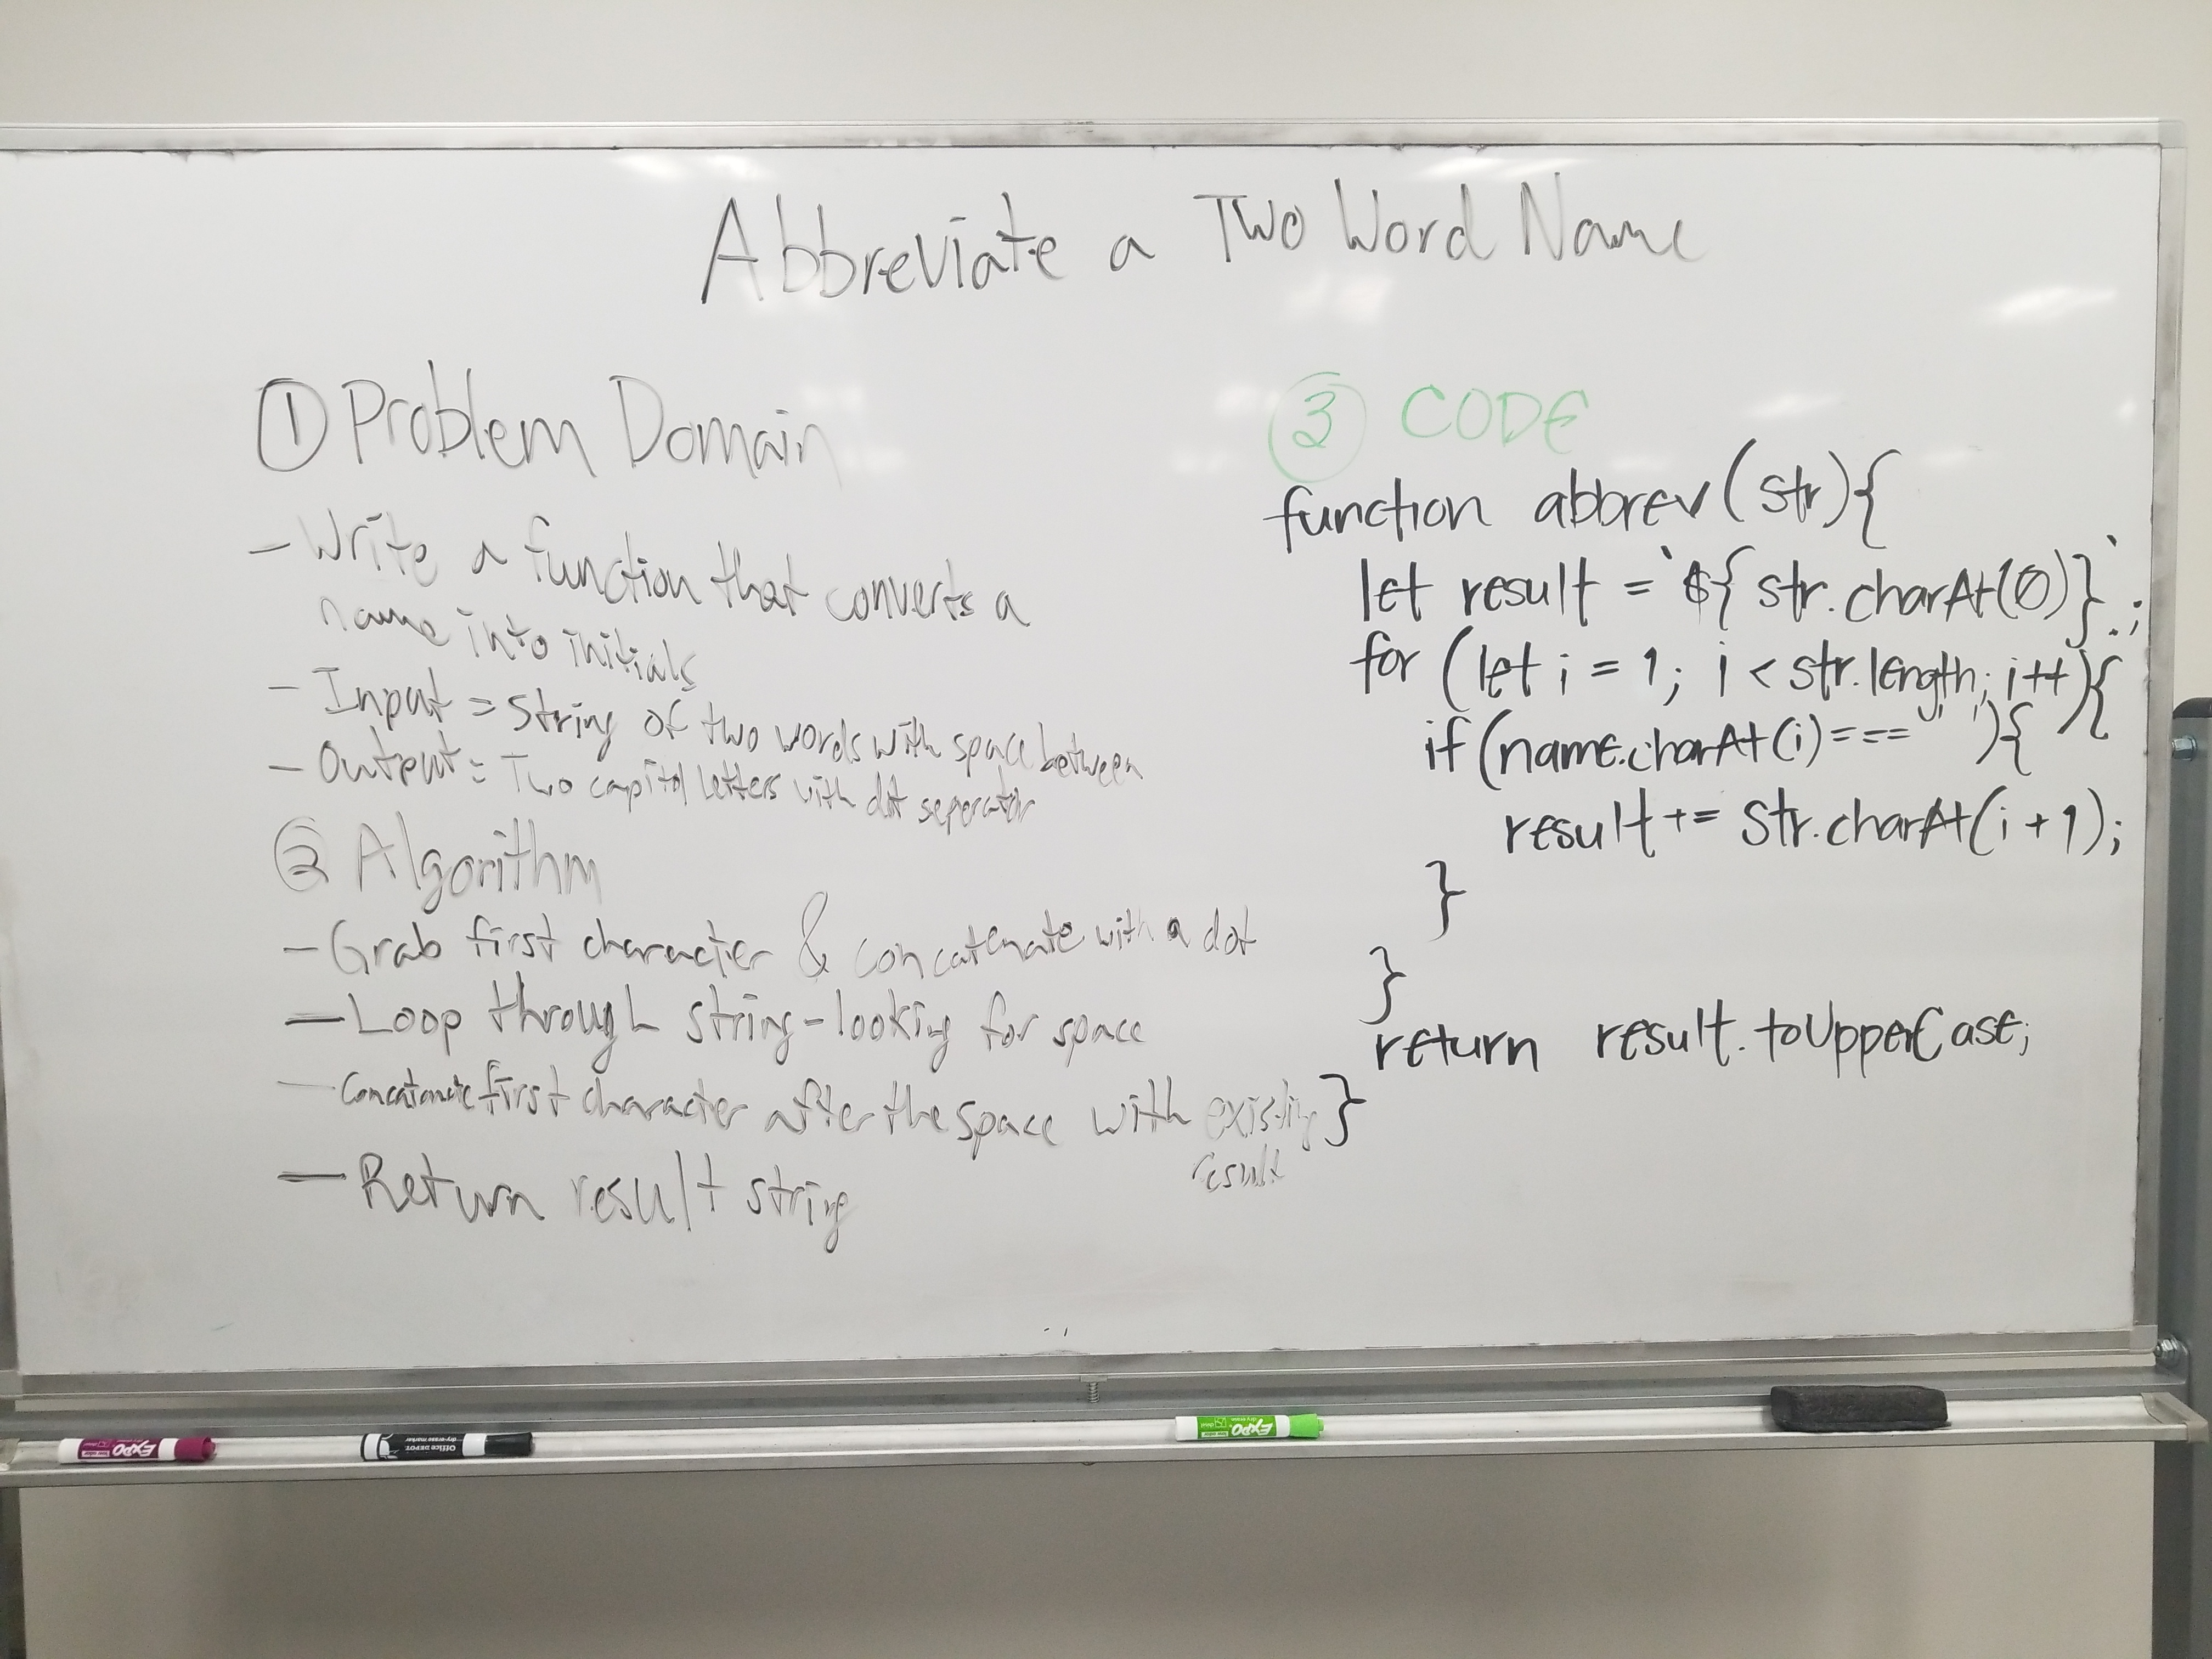 Abbreviate a Two Word Name
① Problem Domain
- Write a function that converts a
name into initials
- Input = String of two words with space between
- Output = Two capitol letters with dot seperator
② Algorithm
- Grab first character & concatenate with a dot
- Loop through string - looking for space
- Concatonate first character after the space with existing
result
- Return result string
③ CODE
function abbrev(str){
let result = `${str.charAt(0)}.`;
for (let i = 1; i < str.length; i++){
if (name.charAt(i) === ' '){
result += str.charAt(i + 1);
}
}
return result.toUpperCase;
}
EXPO
Office DEPOT
dry-erase marker
EXPO